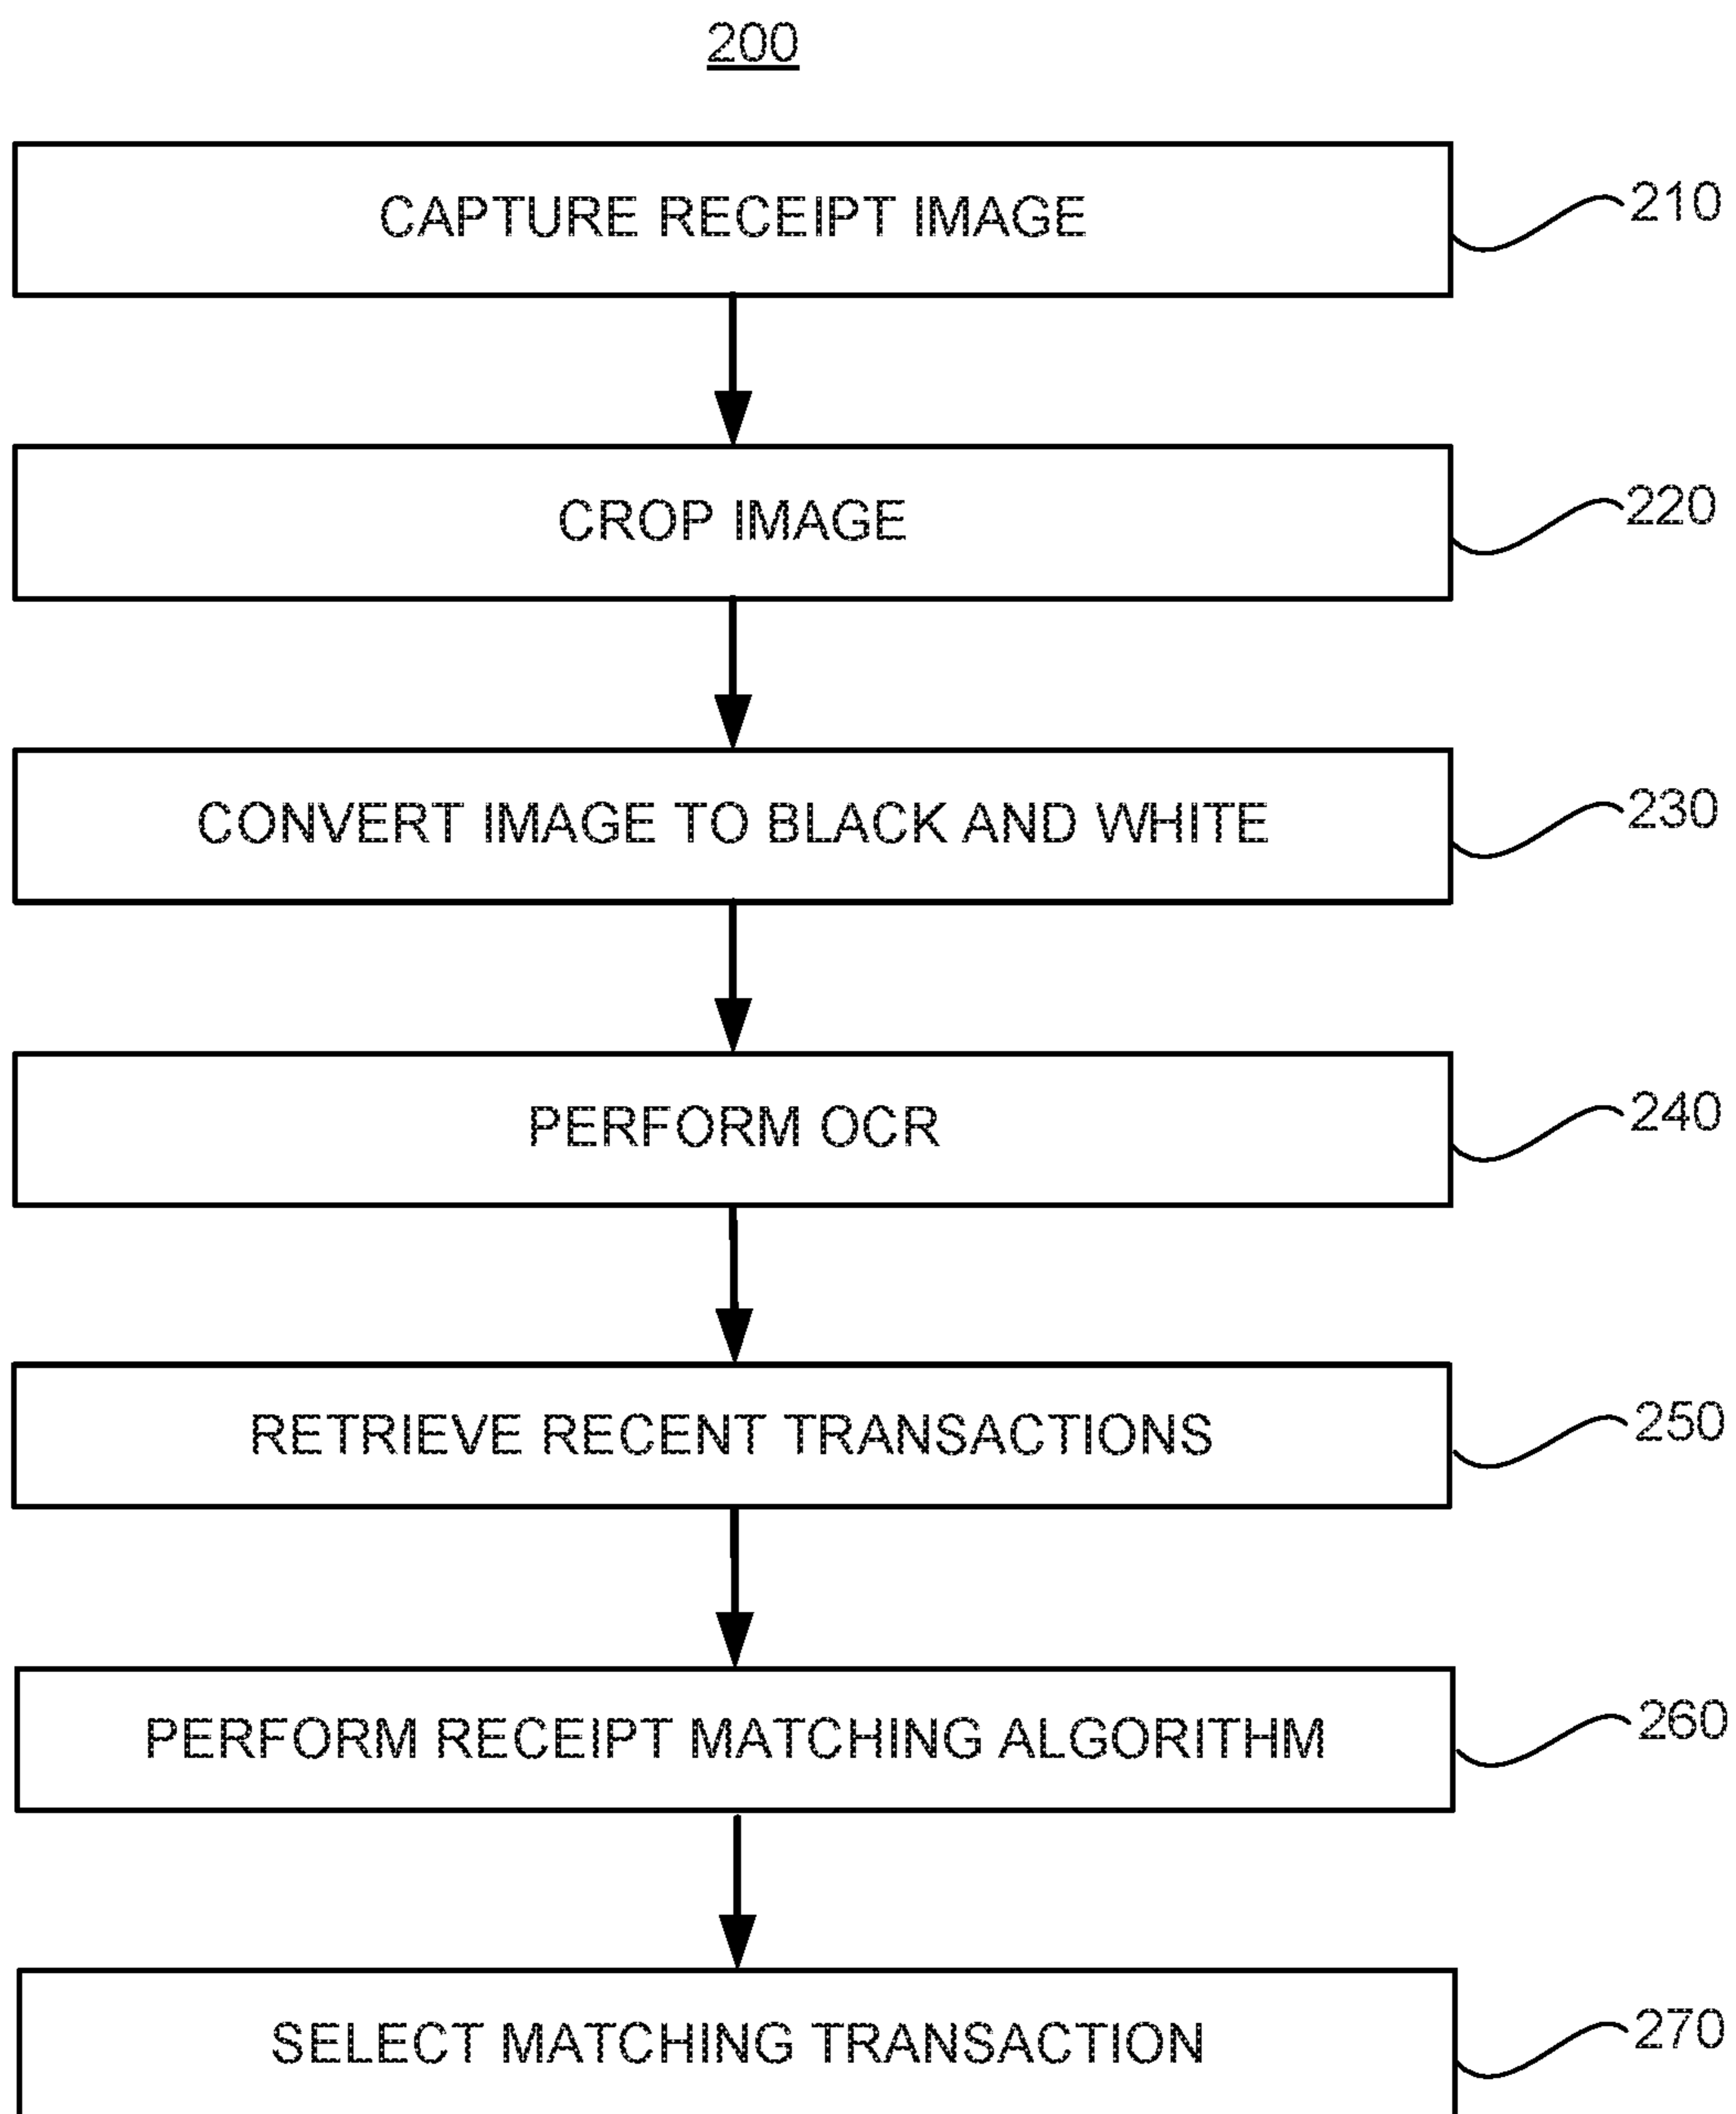 200
CAPTURE RECEIPT IMAGE
210
CROP IMAGE
220
CONVERT IMAGE TO BLACK AND WHITE
230
PERFORM OCR
240
RETRIEVE RECENT TRANSACTIONS
250
PERFORM RECEIPT MATCHING ALGORITHM
260
SELECT MATCHING TRANSACTION
270